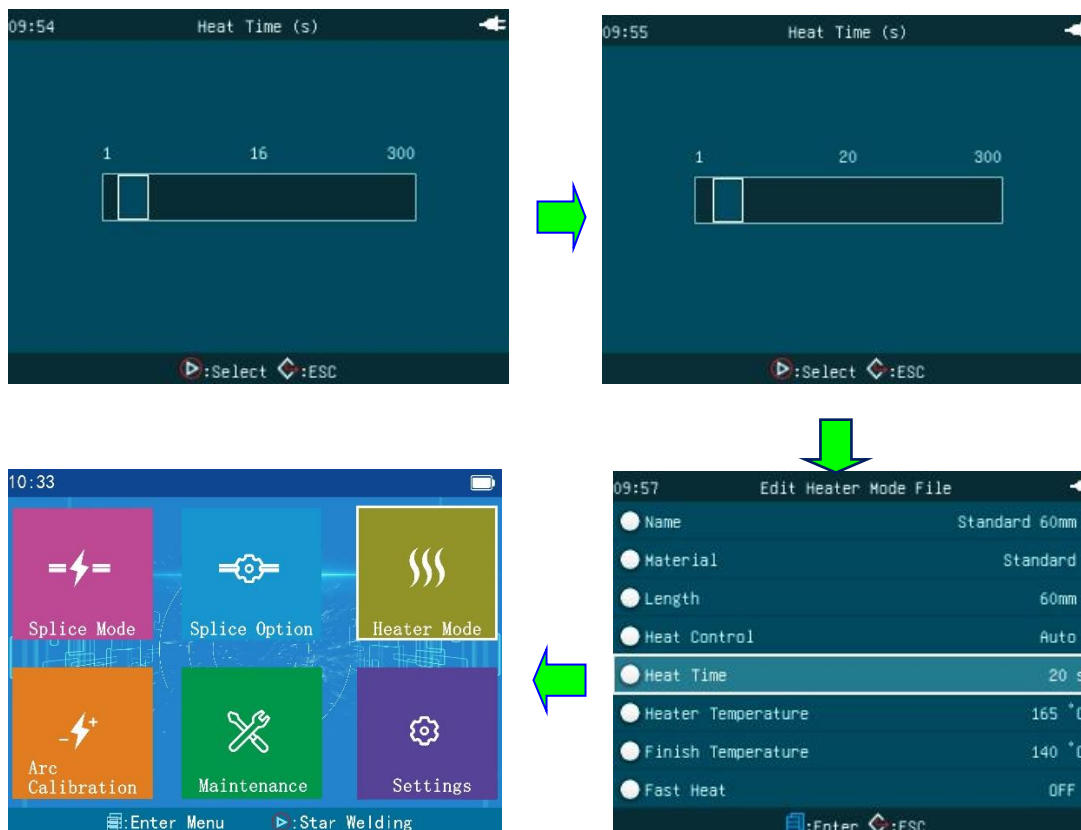 09:54 Heat Time (s)
1 16 300
:Select :ESC
09:55 Heat Time (s)
1 20 300
:Select :ESC
09:57 Edit Heater Mode File
Name Standard 60mm
Material Standard
Length 60mm
Heat Control Auto
Heat Time 20 s
Heater Temperature 165 °C
Finish Temperature 140 °C
Fast Heat OFF
:Enter :ESC
10:33
Splice Mode Splice Option Heater Mode
Arc
Calibration Maintenance Settings
:Enter Menu :Star Welding